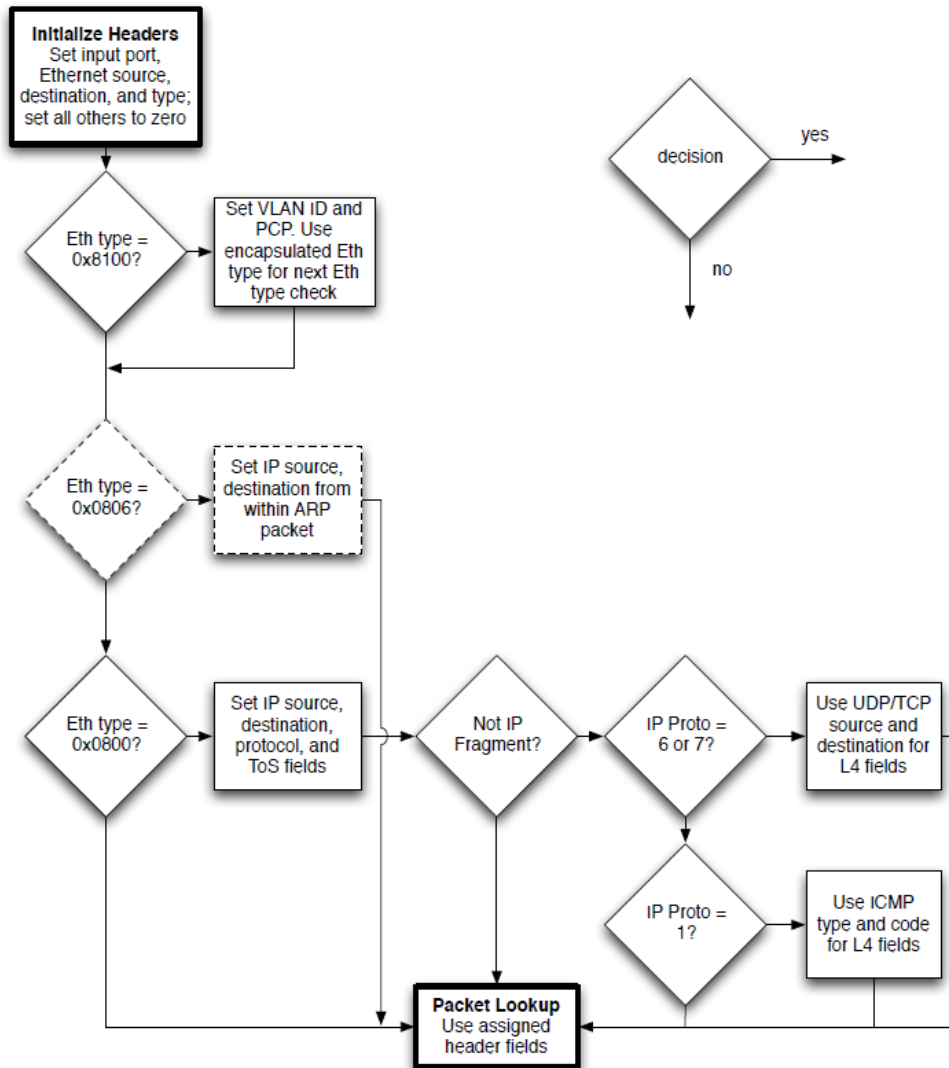 Initialize Headers
Set input port,
Ethernet source,
destination, and type;
set all others to zero
decision
yes
no
Eth type =
0x8100?
Set VLAN ID and
PCP. Use
encapsulated Eth
type for next Eth
type check
Eth type =
0x0806?
Set IP source,
destination from
within ARP
packet
Eth type =
0x0800?
Set IP source,
destination,
protocol, and
ToS fields
Not IP
Fragment?
IP Proto =
6 or 7?
Use UDP/TCP
source and
destination for
L4 fields
IP Proto =
1?
Use ICMP
type and code
for L4 fields
Packet Lookup
Use assigned
header fields